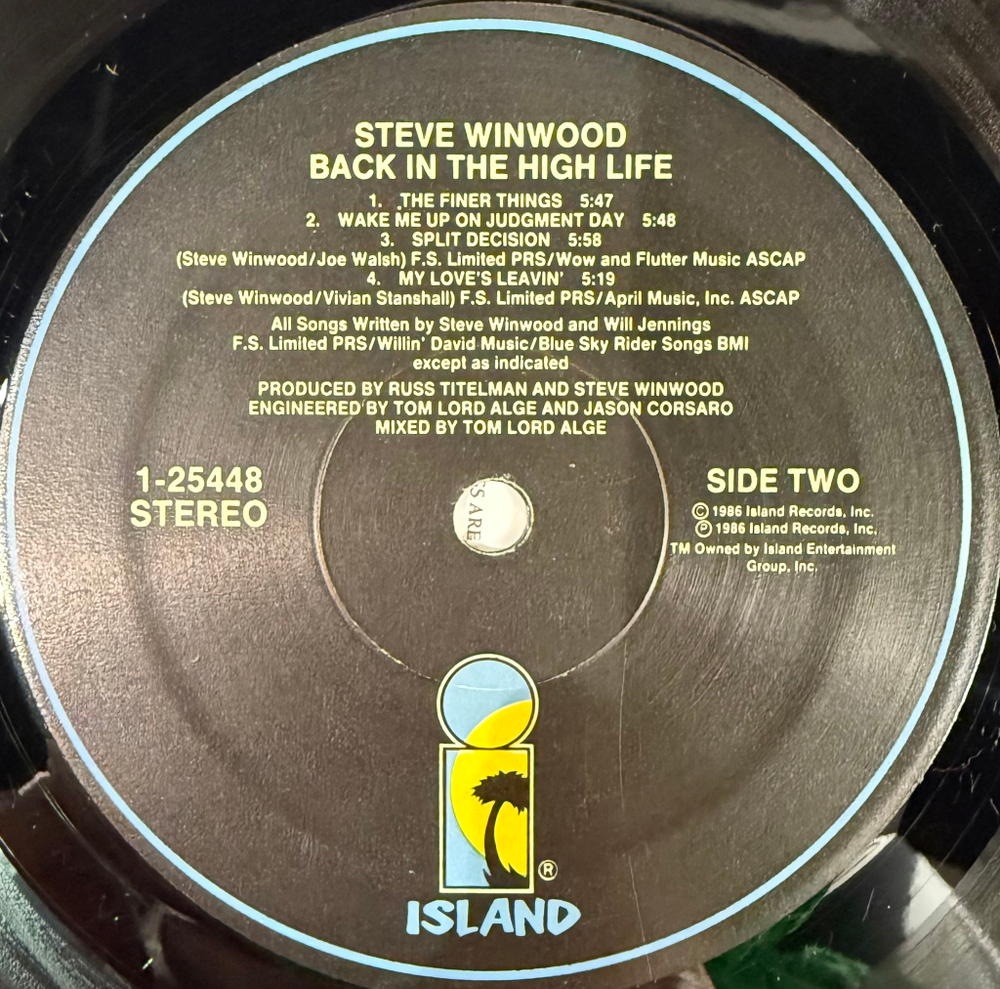 STEVE WINWOOD
BACK IN THE HIGH LIFE
1. THE FINER THINGS 5:47
2. WAKE ME UP ON JUDGMENT DAY 5:48
3. SPLIT DECISION 5:58
(Steve Winwood/Joe Walsh) F.S. Limited PRS/Wow and Flutter Music ASCAP
4. MY LOVE'S LEAVIN' 5:19
(Steve Winwood/Vivian Stanshall) F.S. Limited PRS/April Music, Inc. ASCAP
All Songs Written by Steve Winwood and Will Jennings
F.S. Limited PRS/Willin' David Music/Blue Sky Rider Songs BMI
except as indicated
PRODUCED BY RUSS TITELMAN AND STEVE WINWOOD
ENGINEERED BY TOM LORD ALGE AND JASON CORSARO
MIXED BY TOM LORD ALGE
1-25448
STEREO
SIDE TWO
© 1986 Island Records, Inc.
℗ 1986 Island Records, Inc.
TM Owned by Island Entertainment
Group, Inc.
S ARE
®
ISLAND